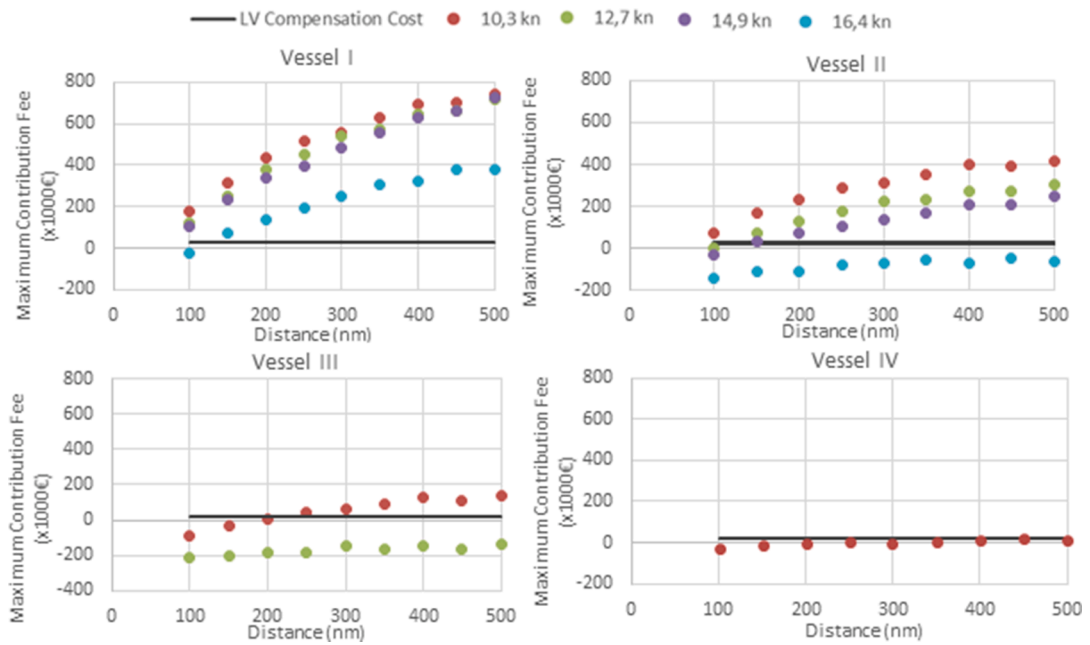 LV Compensation Cost 10,3 kn 12,7 kn 14,9 kn 16,4 kn
Vessel I
Maximum Contribution Fee
(x1000€)
800
600
400
200
0
-200
0 100 200 300 400 500
Distance (nm)
Vessel II
Maximum Contribution Fee
(x1000€)
800
600
400
200
0
-200
0 100 200 300 400 500
Distance (nm)
Vessel III
Maximum Contribution Fee
(x1000€)
800
600
400
200
0
-200
-400
0 100 200 300 400 500
Distance (nm)
Vessel IV
Maximum Contribution Fee
(x1000€)
800
600
400
200
0
-200
0 100 200 300 400 500
Distance (nm)